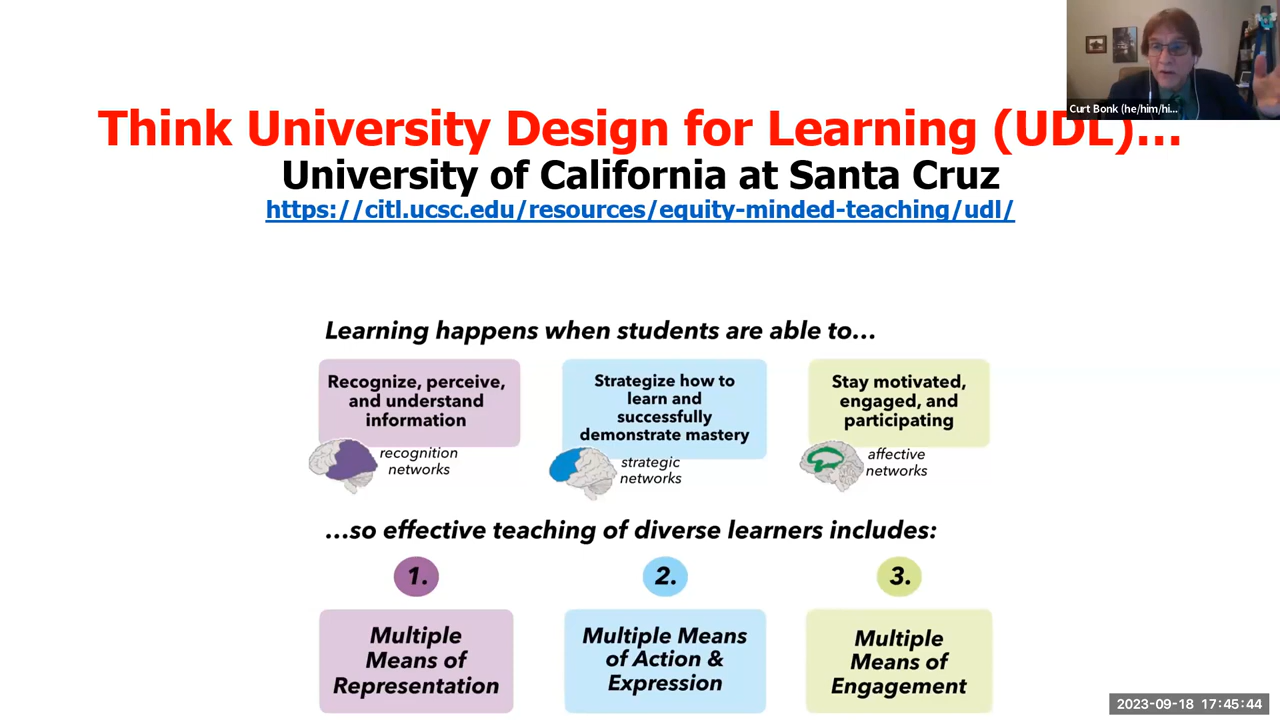 Think University Design for Learning (UDL)...
University of California at Santa Cruz
https://citl.ucsc.edu/resources/equity-minded-teaching/udl/
Curt Bonk (he/him/hi...
Learning happens when students are able to...
Recognize, perceive,
and understand
information
recognition
networks
Strategize how to
learn and
successfully
demonstrate mastery
strategic
networks
Stay motivated,
engaged, and
participating
affective
networks
...so effective teaching of diverse learners includes:
1.
Multiple
Means of
Representation
2.
Multiple Means
of Action &
Expression
3.
Multiple
Means of
Engagement
2023-09-18 17:45:44